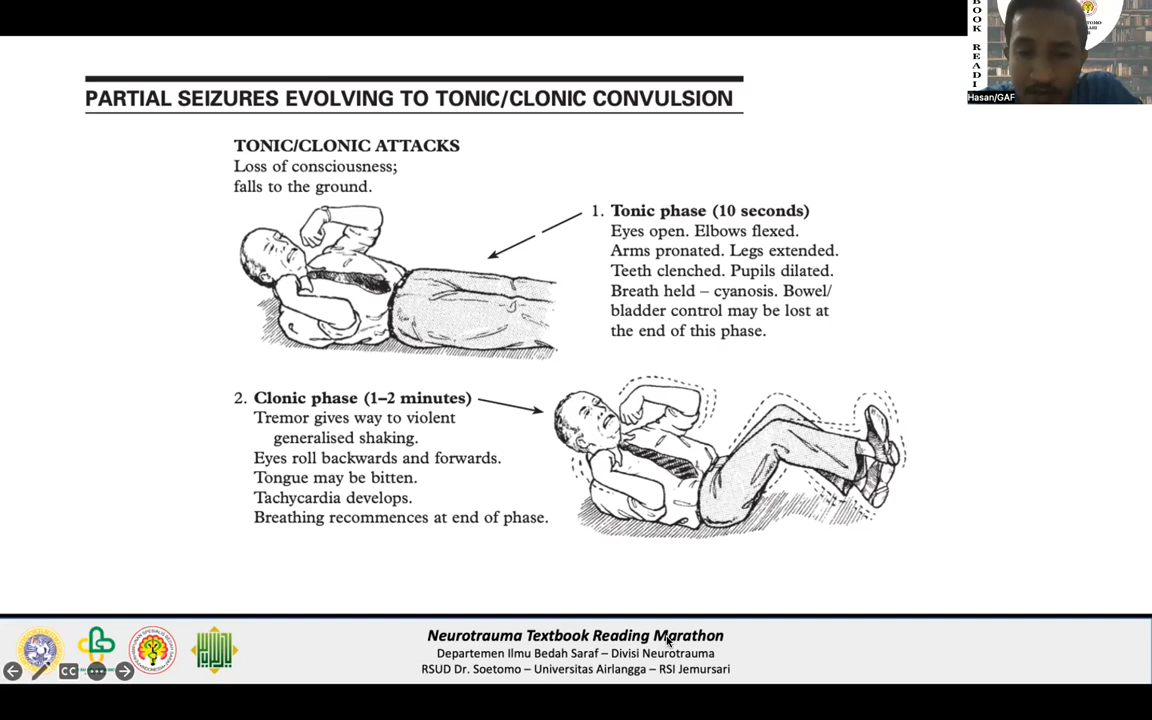 PARTIAL SEIZURES EVOLVING TO TONIC/CLONIC CONVULSION
TONIC/CLONIC ATTACKS
Loss of consciousness;
falls to the ground.
1. Tonic phase (10 seconds)
Eyes open. Elbows flexed.
Arms pronated. Legs extended.
Teeth clenched. Pupils dilated.
Breath held – cyanosis. Bowel/
bladder control may be lost at
the end of this phase.
2. Clonic phase (1–2 minutes)
Tremor gives way to violent
generalised shaking.
Eyes roll backwards and forwards.
Tongue may be bitten.
Tachycardia develops.
Breathing recommences at end of phase.
Neurotrauma Textbook Reading Marathon
Departemen Ilmu Bedah Saraf – Divisi Neurotrauma
RSUD Dr. Soetomo – Universitas Airlangga – RSI Jemursari
CC
OOK READI
Hasan/GAF